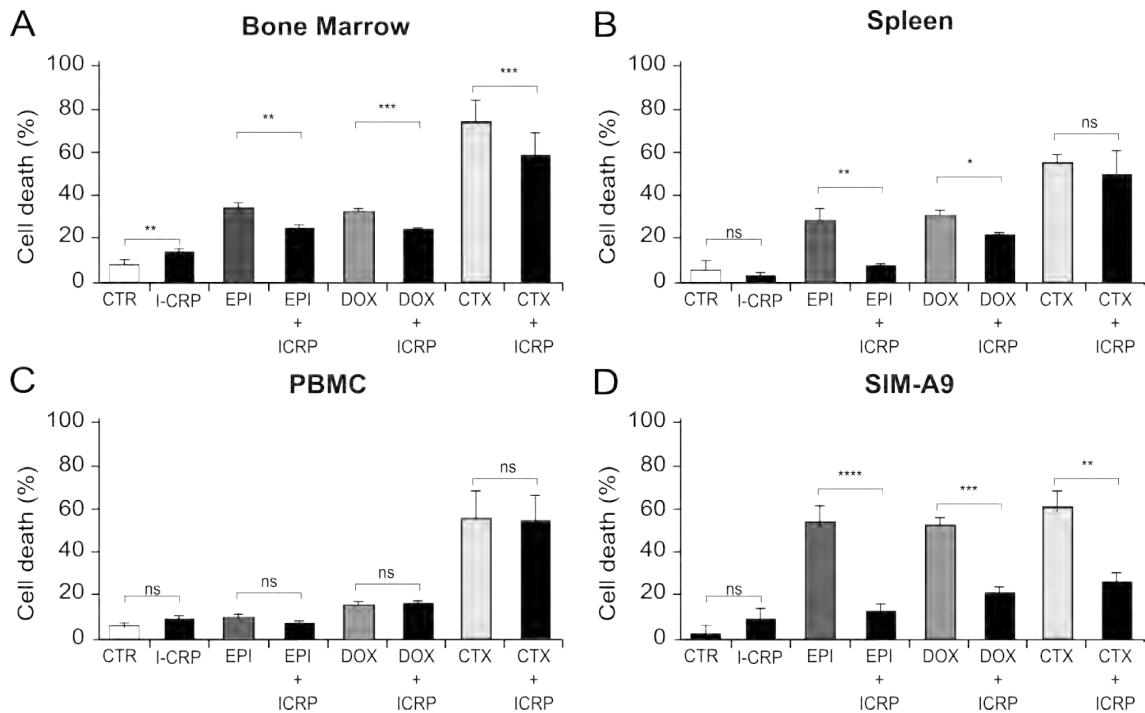 A
Bone Marrow
Cell death (%)
100
80
60
40
20
0
**
**
***
***
CTR I-CRP EPI EPI + ICRP DOX DOX + ICRP CTX CTX + ICRP
B
Spleen
Cell death (%)
100
80
60
40
20
0
ns
**
*
ns
CTR I-CRP EPI EPI + ICRP DOX DOX + ICRP CTX CTX + ICRP
C
PBMC
Cell death (%)
100
80
60
40
20
0
ns
ns
ns
ns
CTR I-CRP EPI EPI + ICRP DOX DOX + ICRP CTX CTX + ICRP
D
SIM-A9
Cell death (%)
100
80
60
40
20
0
ns
****
***
**
CTR I-CRP EPI EPI + ICRP DOX DOX + ICRP CTX CTX + ICRP